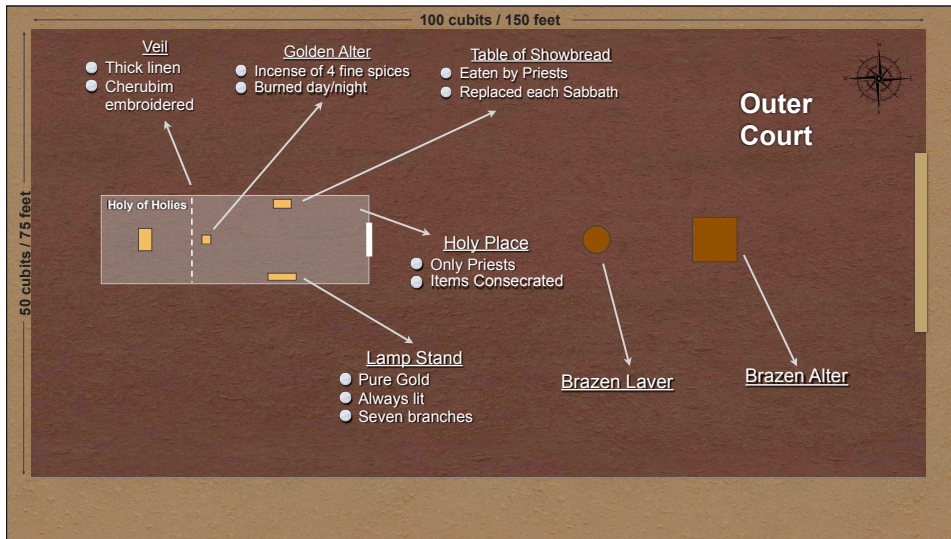 100 cubits / 150 feet
50 cubits / 75 feet
Veil
Thick linen
Cherubim
embroidered
Golden Alter
Incense of 4 fine spices
Burned day/night
Table of Showbread
Eaten by Priests
Replaced each Sabbath
Outer
Court
N
W
E
S
Holy of Holies
Holy Place
Only Priests
Items Consecrated
Lamp Stand
Pure Gold
Always lit
Seven branches
Brazen Laver
Brazen Alter